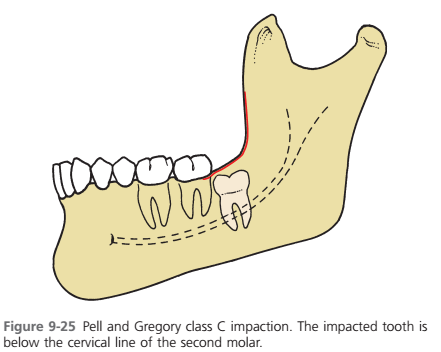 Figure 9-25 Pell and Gregory class C impaction. The impacted tooth is
below the cervical line of the second molar.